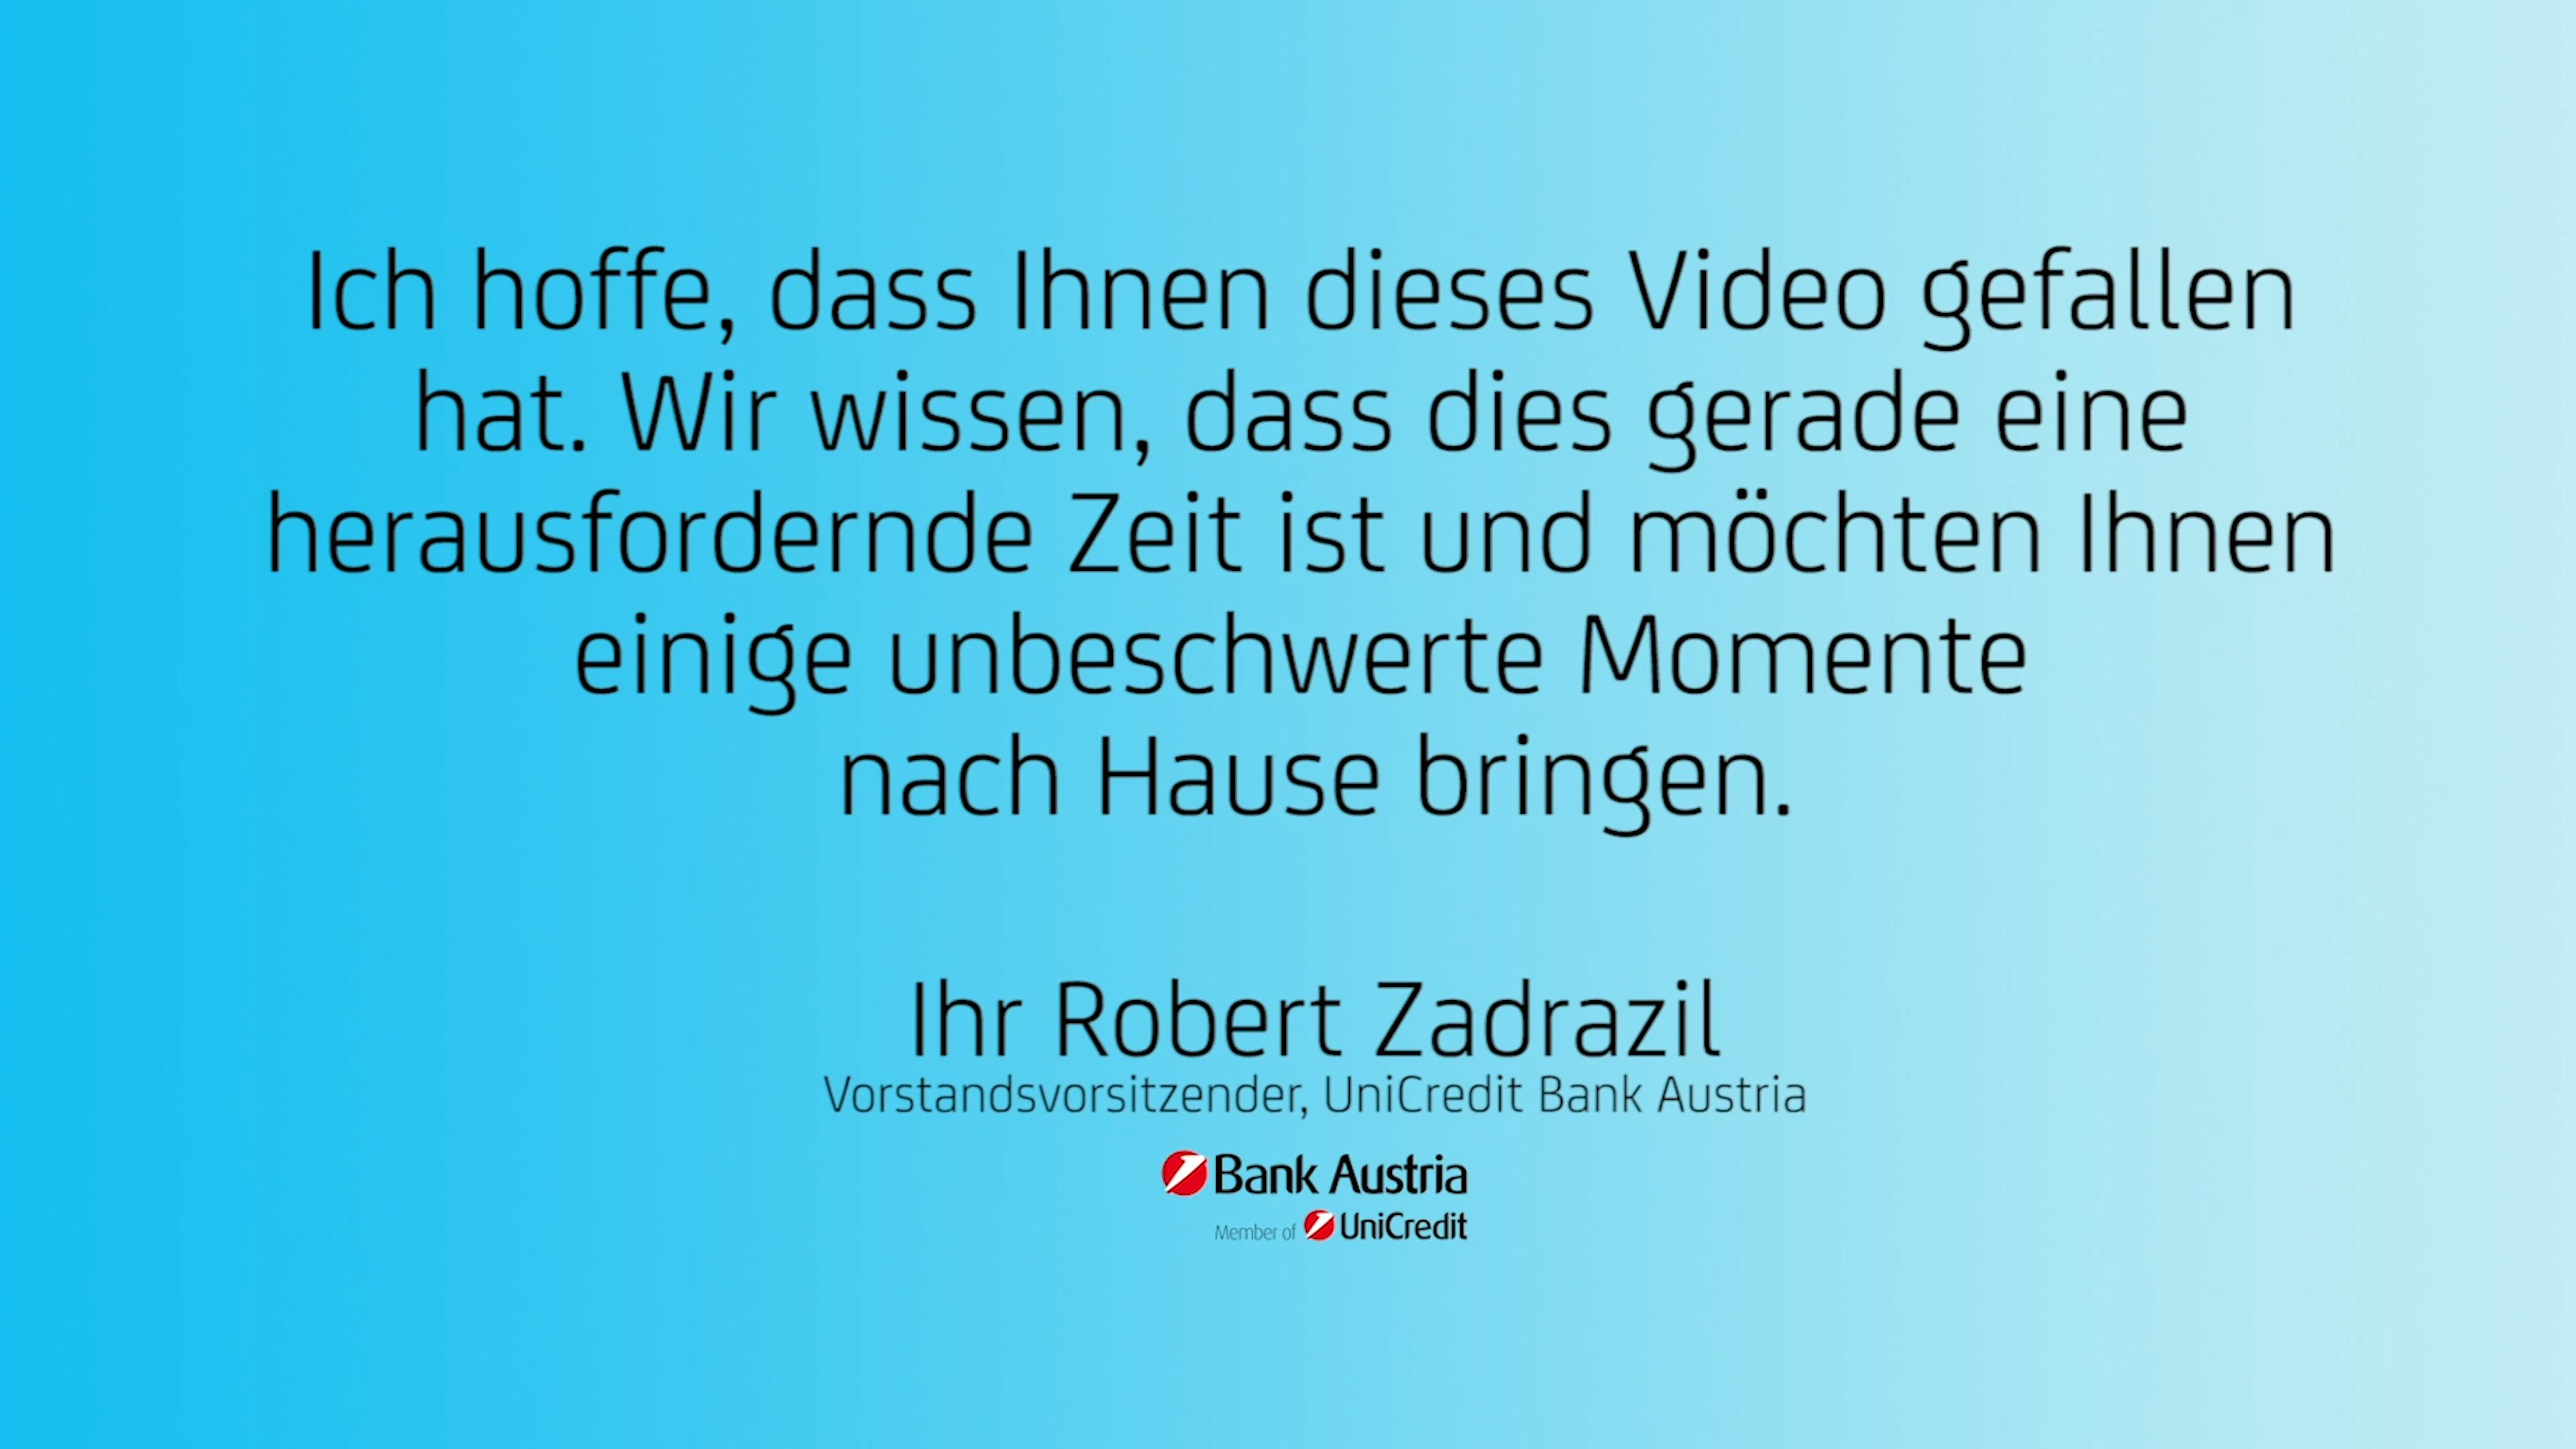 Ich hoffe, dass Ihnen dieses Video gefallen
hat. Wir wissen, dass dies gerade eine
herausfordernde Zeit ist und möchten Ihnen
einige unbeschwerte Momente
nach Hause bringen.
Ihr Robert Zadrazil
Vorstandsvorsitzender, UniCredit Bank Austria
Bank Austria
Member of UniCredit